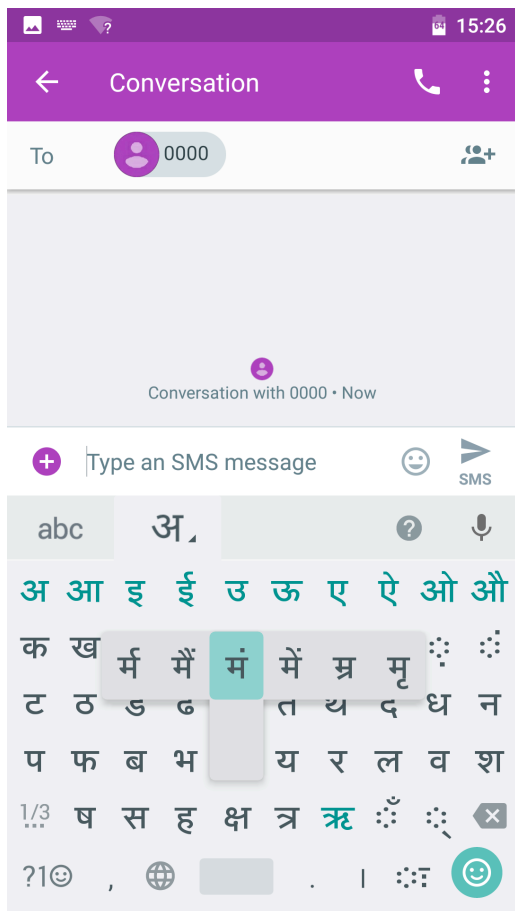 15:26
Conversation
To 0000
Conversation with 0000 • Now
Type an SMS message
SMS
abc अ
अ आ इ ई उ ऊ ए ऐ ओ औ
क ख ़ ं
र्म मैं मं में म्र मृ
ट ठ ड ढ त थ द ध न
प फ ब भ य र ल व श
1/3 ष स ह क्ष त्र ऋ ँ ्
?1 , . । ा